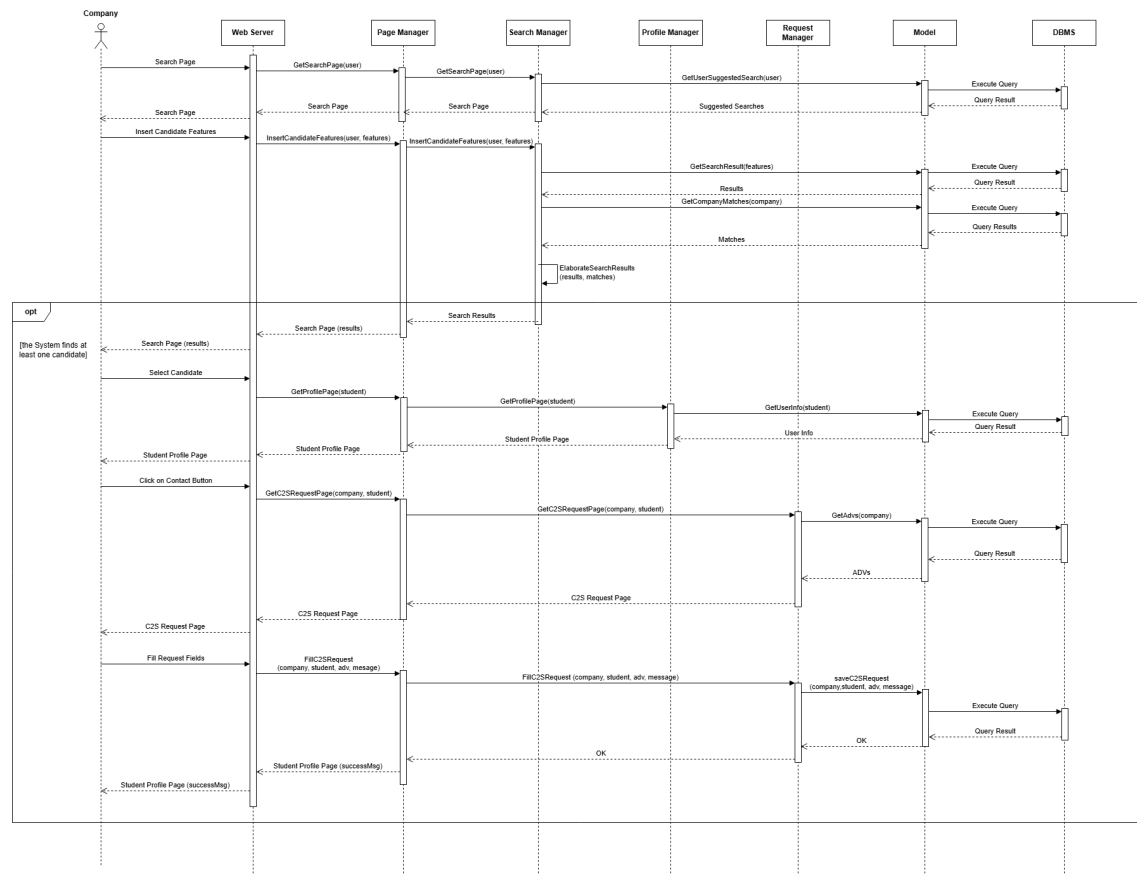 Company
Web Server
Page Manager
Search Manager
Profile Manager
Request
Manager
Model
DBMS
Search Page
GetSearchPage(user)
GetSearchPage(user)
GetUserSuggestedSearch(user)
Execute Query
Query Result
Suggested Searches
Search Page
Search Page
Search Page
Insert Candidate Features
InsertCandidateFeatures(user, features)
InsertCandidateFeatures(user, features)
GetSearchResult(features)
Execute Query
Query Result
Results
GetCompanyMatches(company)
Execute Query
Query Results
Matches
ElaborateSearchResults
(results, matches)
opt
Search Results
Search Page (results)
[the System finds at
least one candidate]
Search Page (results)
Select Candidate
GetProfilePage(student)
GetProfilePage(student)
GetUserInfo(student)
Execute Query
Query Result
User Info
Student Profile Page
Student Profile Page
Student Profile Page
Click on Contact Button
GetC2SRequestPage(company, student)
GetC2SRequestPage(company, student)
GetAdvs(company)
Execute Query
Query Result
ADVs
C2S Request Page
C2S Request Page
C2S Request Page
Fill Request Fields
FillC2SRequest
(company, student, adv, mesage)
FillC2SRequest (company, student, adv, message)
saveC2SRequest
(company,student, adv, message)
Execute Query
Query Result
OK
OK
Student Profile Page (successMsg)
Student Profile Page (successMsg)